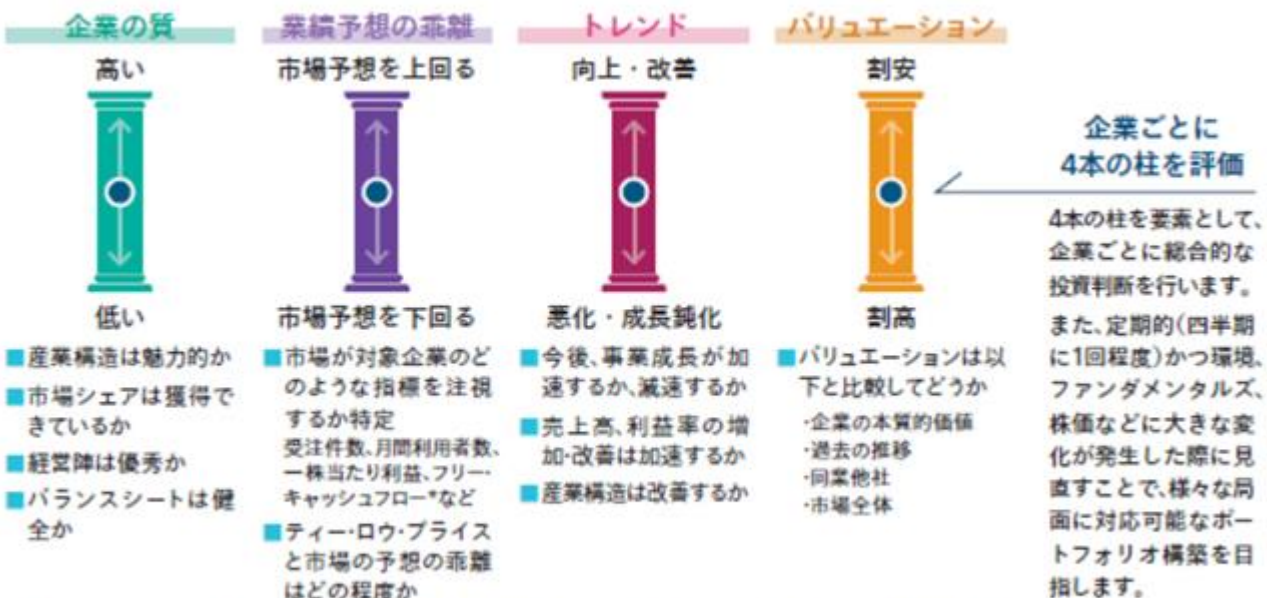 企業の質
高い
低い
■産業構造は魅力的か
■市場シェアは獲得で
きているか
■経営陣は優秀か
■バランスシートは健
全か
業績予想の乖離
市場予想を上回る
市場予想を下回る
■市場が対象企業のど
のような指標を注視
するか特定
受注件数、月間利用者数、
一株当たり利益、フリー・
キャッシュフロー*など
■ティー・ロウ・プライス
と市場の予想の乖離
はどの程度か
トレンド
向上・改善
悪化・成長鈍化
■今後、事業成長が加
速するか、減速するか
■売上高、利益率の増
加・改善は加速するか
■産業構造は改善するか
バリュエーション
割安
割高
■バリュエーションは以
下と比較してどうか
・企業の本質的価値
・過去の推移
・同業他社
・市場全体
企業ごとに
4本の柱を評価
4本の柱を要素として、
企業ごとに総合的な
投資判断を行います。
また、定期的(四半期
に1回程度)かつ環境、
ファンダメンタルズ、
株価などに大きな変
化が発生した際に見
直すことで、様々な局
面に対応可能なポー
トフォリオ構築を目
指します。